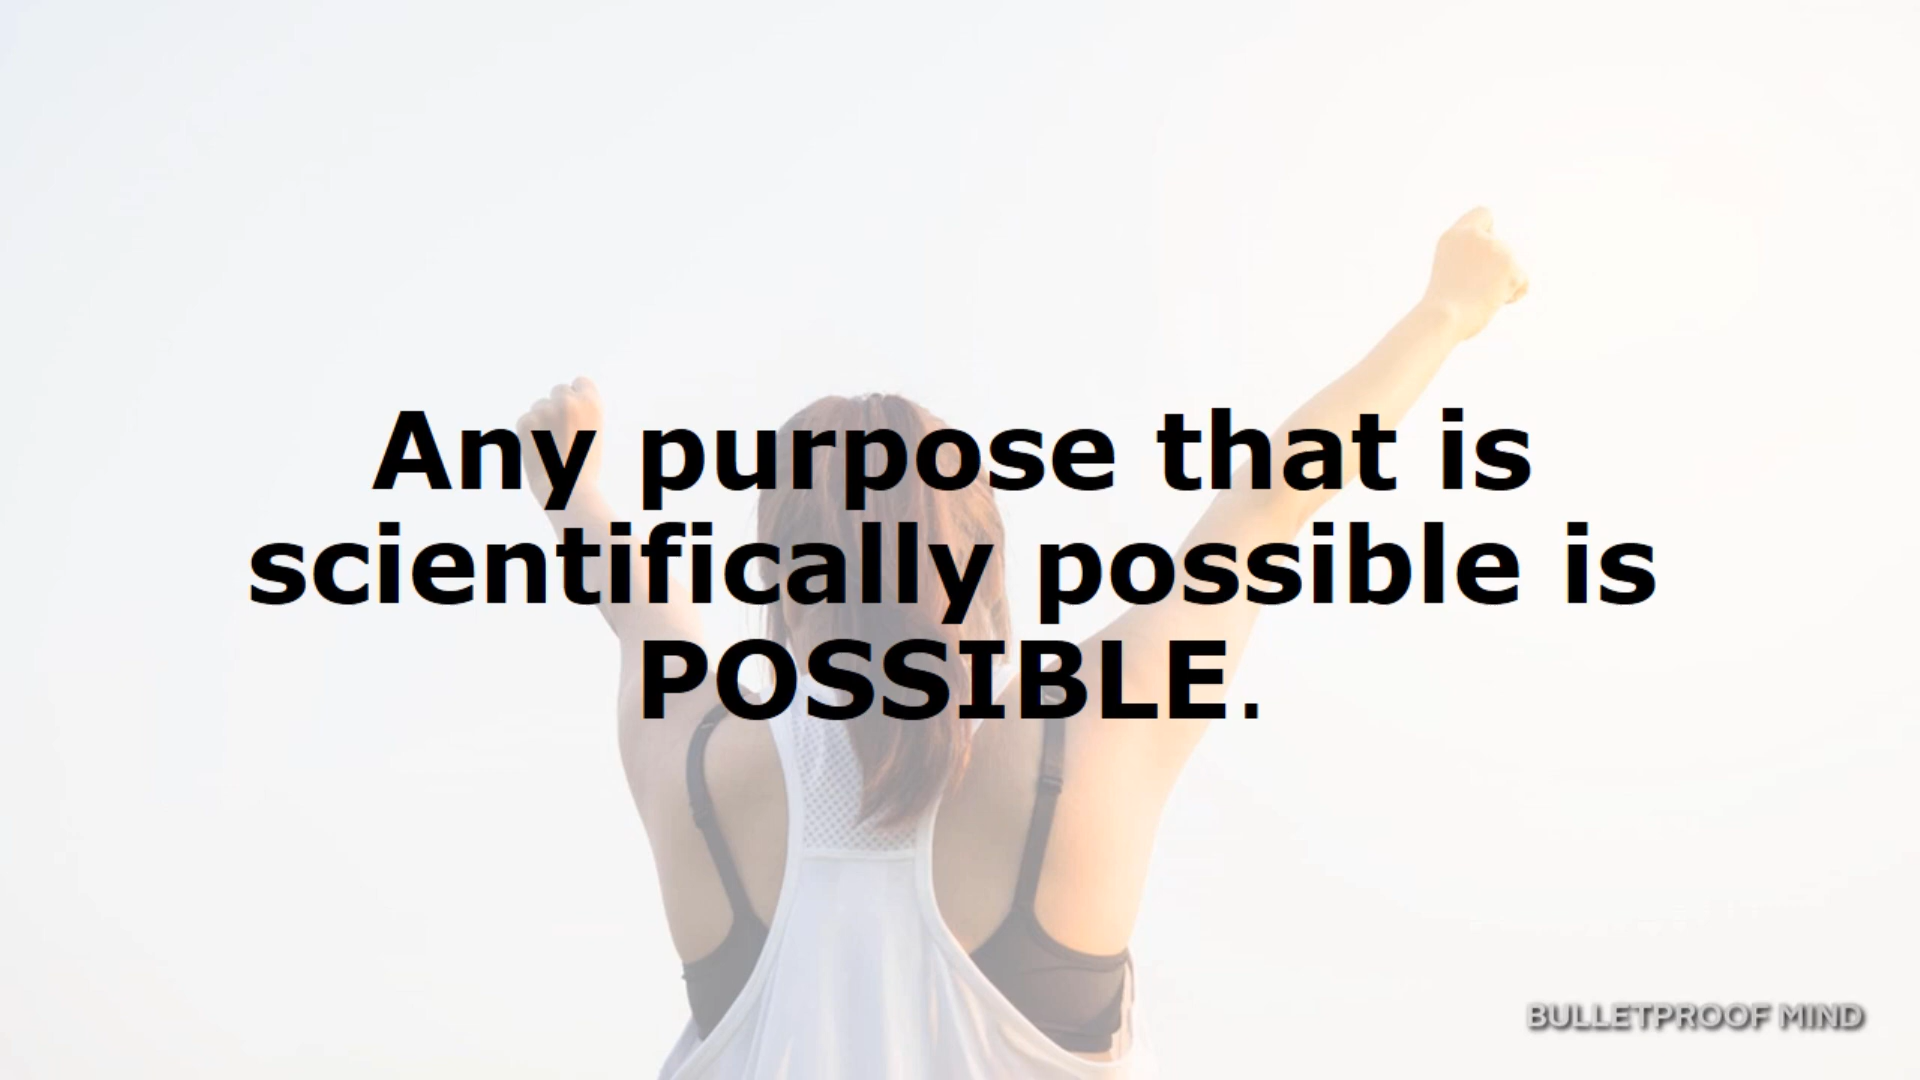 Any purpose that is
scientifically possible is
POSSIBLE.
BULLETPROOF MIND